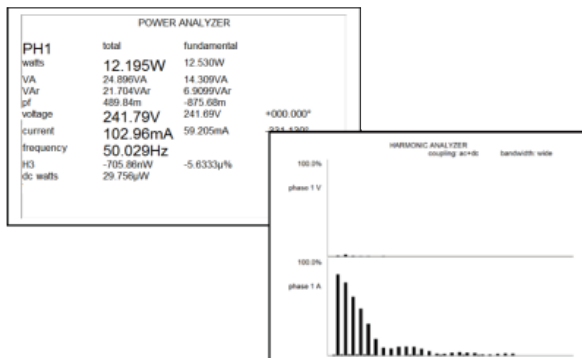 POWER ANALYZER
PH1 total fundamental
watts 12.195W 12.530W
VA 24.896VA 14.309VA
VAr 21.704VAr 6.9099VAr
pf 489.84m -875.68m
voltage 241.79V 241.69V +000.000°
current 102.96mA 59.205mA
frequency 50.029Hz
H3 -705.86nW -5.6333µ%
dc watts 29.756µW
HARMONIC ANALYZER
coupling: ac+dc bandwidth: wide
100.0%
phase 1 V
100.0%
phase 1 A